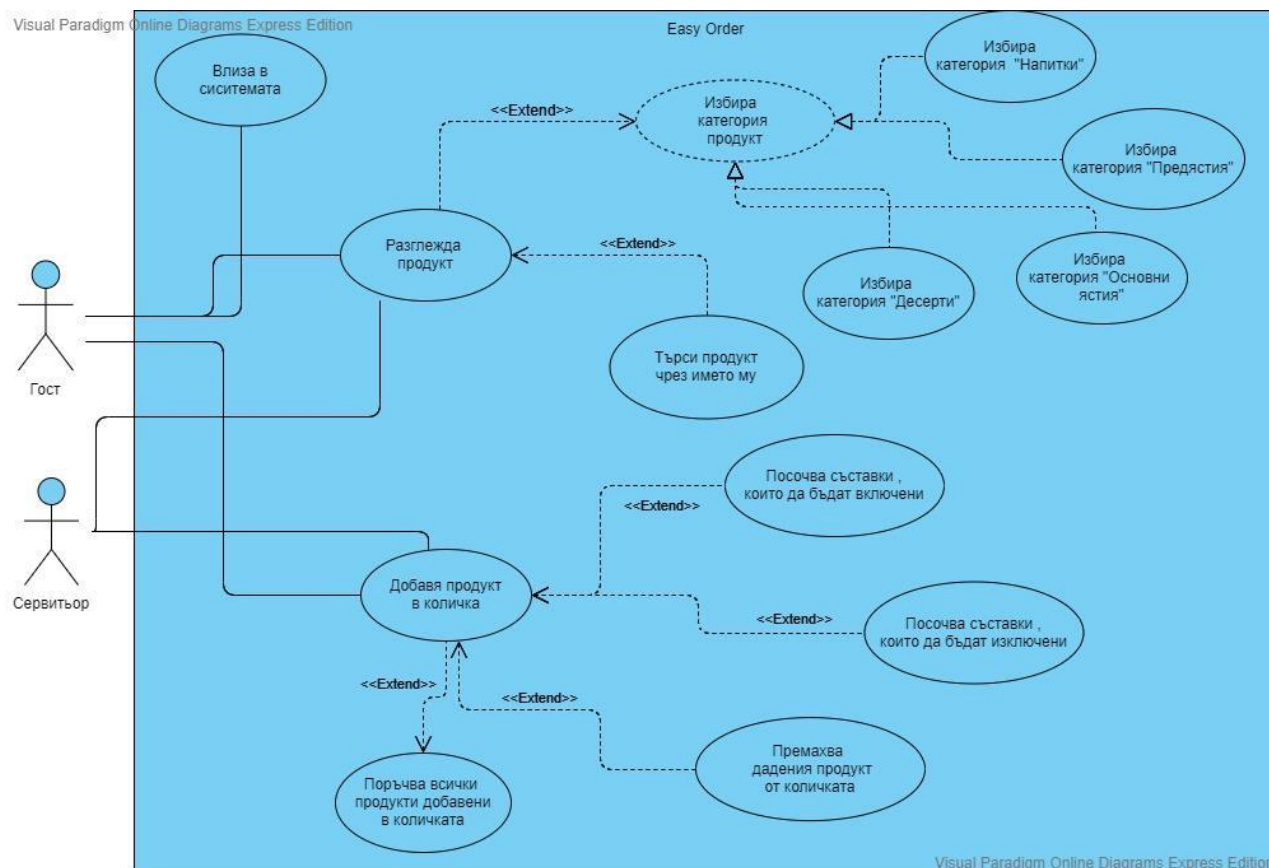 Visual Paradigm Online Diagrams Express Edition
Easy Order
Влиза в
сиситемата
Избира
категория "Напитки"
<<Extend>>
Избира
категория
продукт
Избира
категория "Предястия"
Разглежда
продукт
<<Extend>>
Избира
категория "Десерти"
Избира
категория "Основни
ястия"
Гост
Търси продукт
чрез името му
Посочва съставки ,
които да бъдат включени
<<Extend>>
Сервитьор
Добавя продукт
в количка
<<Extend>>
Посочва съставки ,
които да бъдат изключени
<<Extend>>
<<Extend>>
Премахва
дадения продукт
от количката
Поръчва всички
продукти добавени
в количката
Visual Paradigm Online Diagrams Express Edition